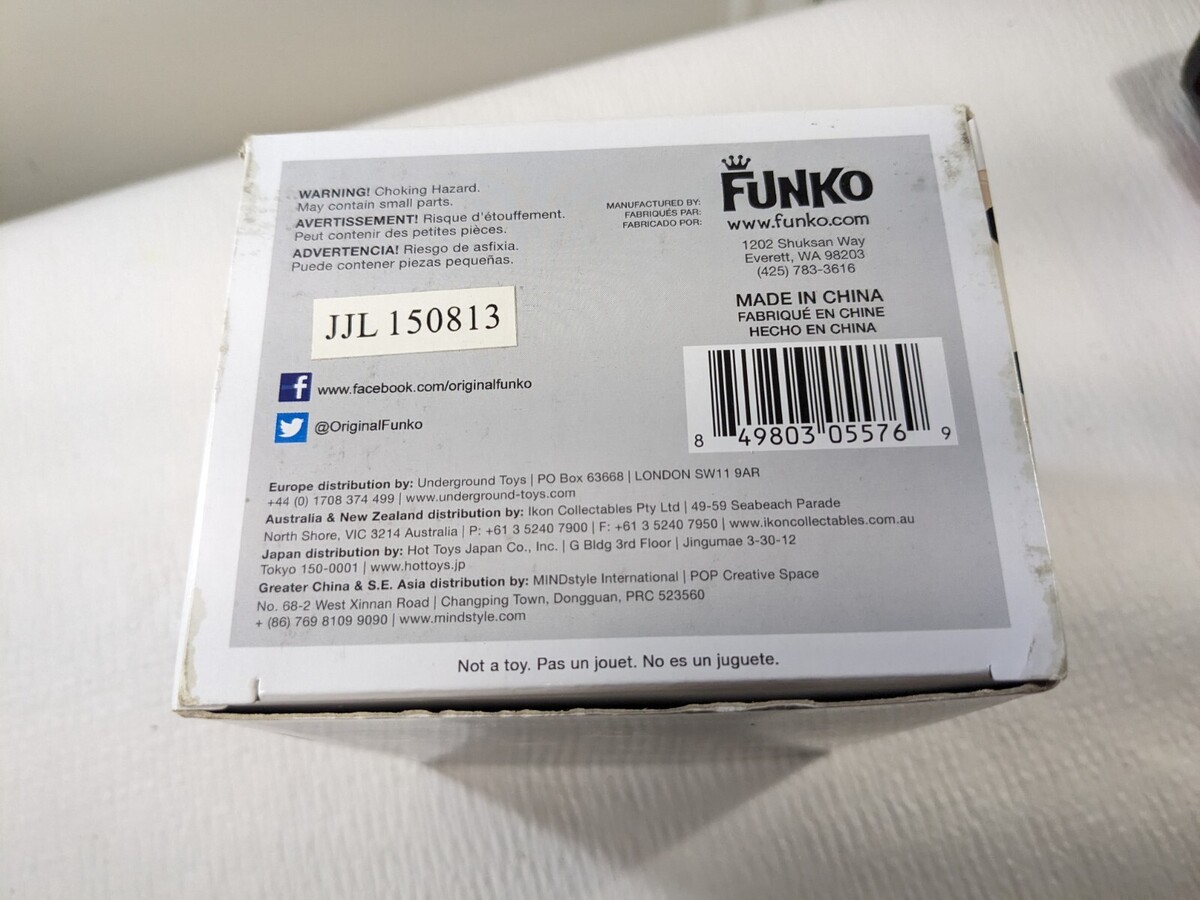 WARNING! Choking Hazard.
May contain small parts.
AVERTISSEMENT! Risque d'étouffement.
Peut contenir des petites pièces.
ADVERTENCIA! Riesgo de asfixia.
Puede contener piezas pequeñas.
MANUFACTURED BY:
FABRIQUÉS PAR:
FABRICADO POR:
FUNKO
www.funko.com
1202 Shuksan Way
Everett, WA 98203
(425) 783-3616
MADE IN CHINA
FABRIQUÉ EN CHINE
HECHO EN CHINA
JJL 150813
f www.facebook.com/originalfunko
@OriginalFunko
8 49803 05576 9
Europe distribution by: Underground Toys | PO Box 63668 | LONDON SW11 9AR
+44 (0) 1708 374 499 | www.underground-toys.com
Australia & New Zealand distribution by: Ikon Collectables Pty Ltd | 49-59 Seabeach Parade
North Shore, VIC 3214 Australia | P: +61 3 5240 7900 | F: +61 3 5240 7950 | www.ikoncollectables.com.au
Japan distribution by: Hot Toys Japan Co., Inc. | G Bldg 3rd Floor | Jingumae 3-30-12
Tokyo 150-0001 | www.hottoys.jp
Greater China & S.E. Asia distribution by: MINDstyle International | POP Creative Space
No. 68-2 West Xinnan Road | Changping Town, Dongguan, PRC 523560
+ (86) 769 8109 9090 | www.mindstyle.com
Not a toy. Pas un jouet. No es un juguete.